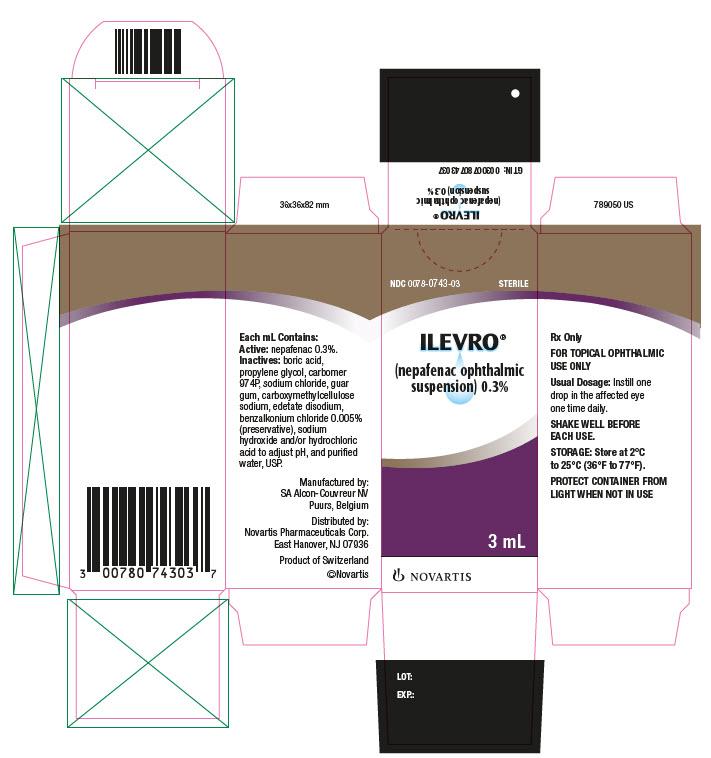 GTIN: 00300780743037
ILEVRO®
(nepafenac ophthalmic
suspension) 0.3%
36x36x82 mm
789050 US
NDC 0078-0743-03 STERILE
ILEVRO®
(nepafenac ophthalmic
suspension) 0.3%
3 mL
NOVARTIS
Each mL Contains:
Active: nepafenac 0.3%.
Inactives: boric acid,
propylene glycol, carbomer
974P, sodium chloride, guar
gum, carboxymethylcellulose
sodium, edetate disodium,
benzalkonium chloride 0.005%
(preservative), sodium
hydroxide and/or hydrochloric
acid to adjust pH, and purified
water, USP.
Manufactured by:
SA Alcon-Couvreur NV
Puurs, Belgium
Distributed by:
Novartis Pharmaceuticals Corp.
East Hanover, NJ 07936
Product of Switzerland
©Novartis
Rx Only
FOR TOPICAL OPHTHALMIC
USE ONLY
Usual Dosage: Instill one
drop in the affected eye
one time daily.
SHAKE WELL BEFORE
EACH USE.
STORAGE: Store at 2°C
to 25°C (36°F to 77°F).
PROTECT CONTAINER FROM
LIGHT WHEN NOT IN USE
3 00780 74303 7
LOT:
EXP.: